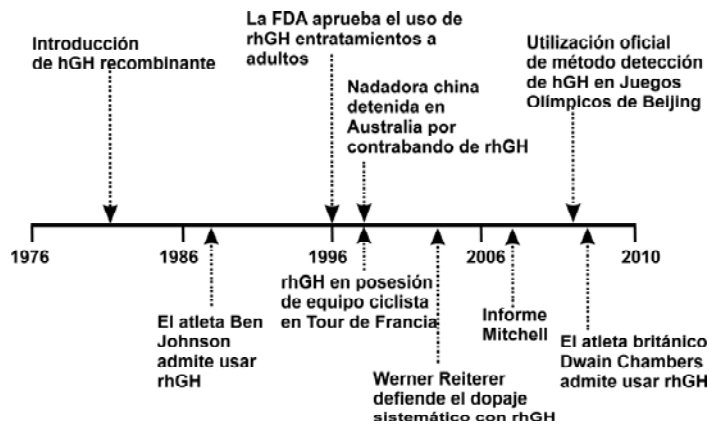 Introducción
de hGH recombinante
La FDA aprueba el uso de
rhGH entratamientos a
adultos
Nadadora china
detenida en
Australia por
contrabando de rhGH
Utilización oficial
de método detección
de hGH en Juegos
Olímpicos de Beijing
1976
1986
1996
2006
2010
El atleta Ben
Johnson
admite usar
rhGH
rhGH en posesión
de equipo ciclista
en Tour de Francia
Werner Reiterer
defiende el dopaje
sistemático con rhGH
Informe
Mitchell
El atleta británico
Dwain Chambers
admite usar rhGH